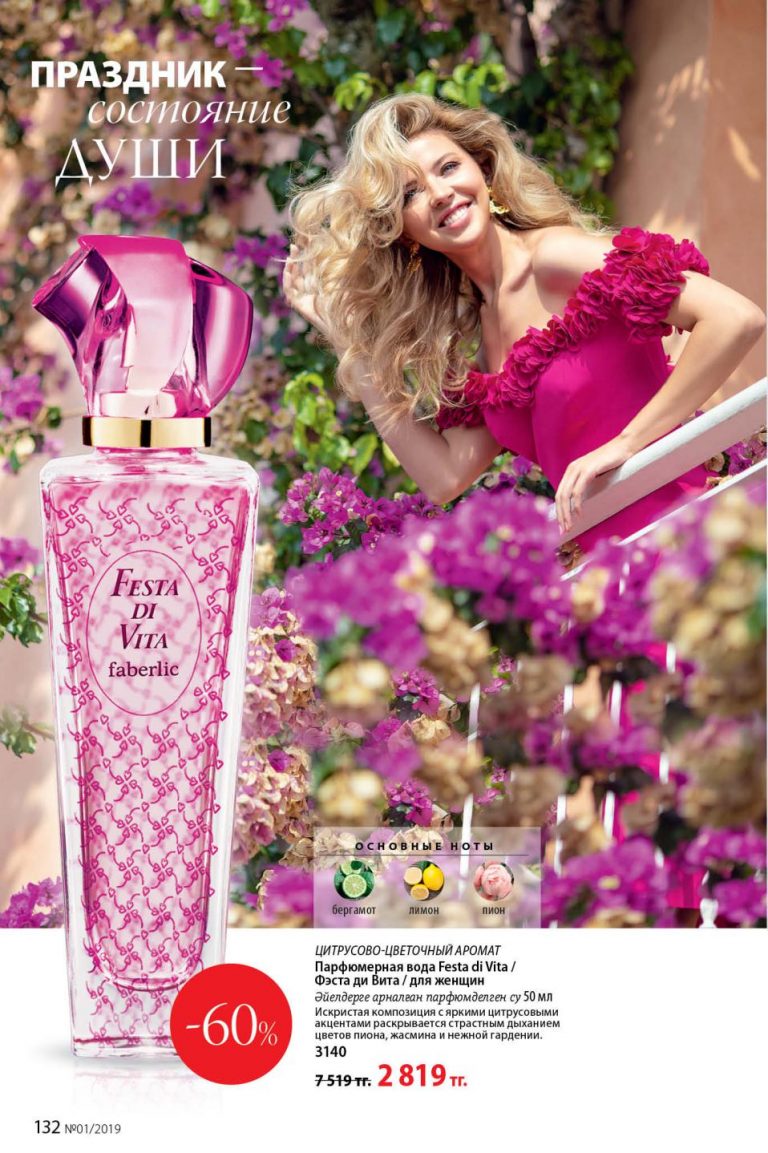 ПРАЗДНИК —
состояние
ДУШИ
FESTA
DI
VITA
faberlic
ОСНОВНЫЕ НОТЫ
бергамот лимон пион
ЦИТРУСОВО-ЦВЕТОЧНЫЙ АРОМАТ
Парфюмерная вода Festa di Vita /
Фэста ди Вита / для женщин
Әйелдерге арналған парфюмделген су 50 мл
Искристая композиция с яркими цитрусовыми
акцентами раскрывается страстным дыханием
цветов пиона, жасмина и нежной гардении.
3140
7 519 тг. 2 819 тг.
-60%
132 №01/2019